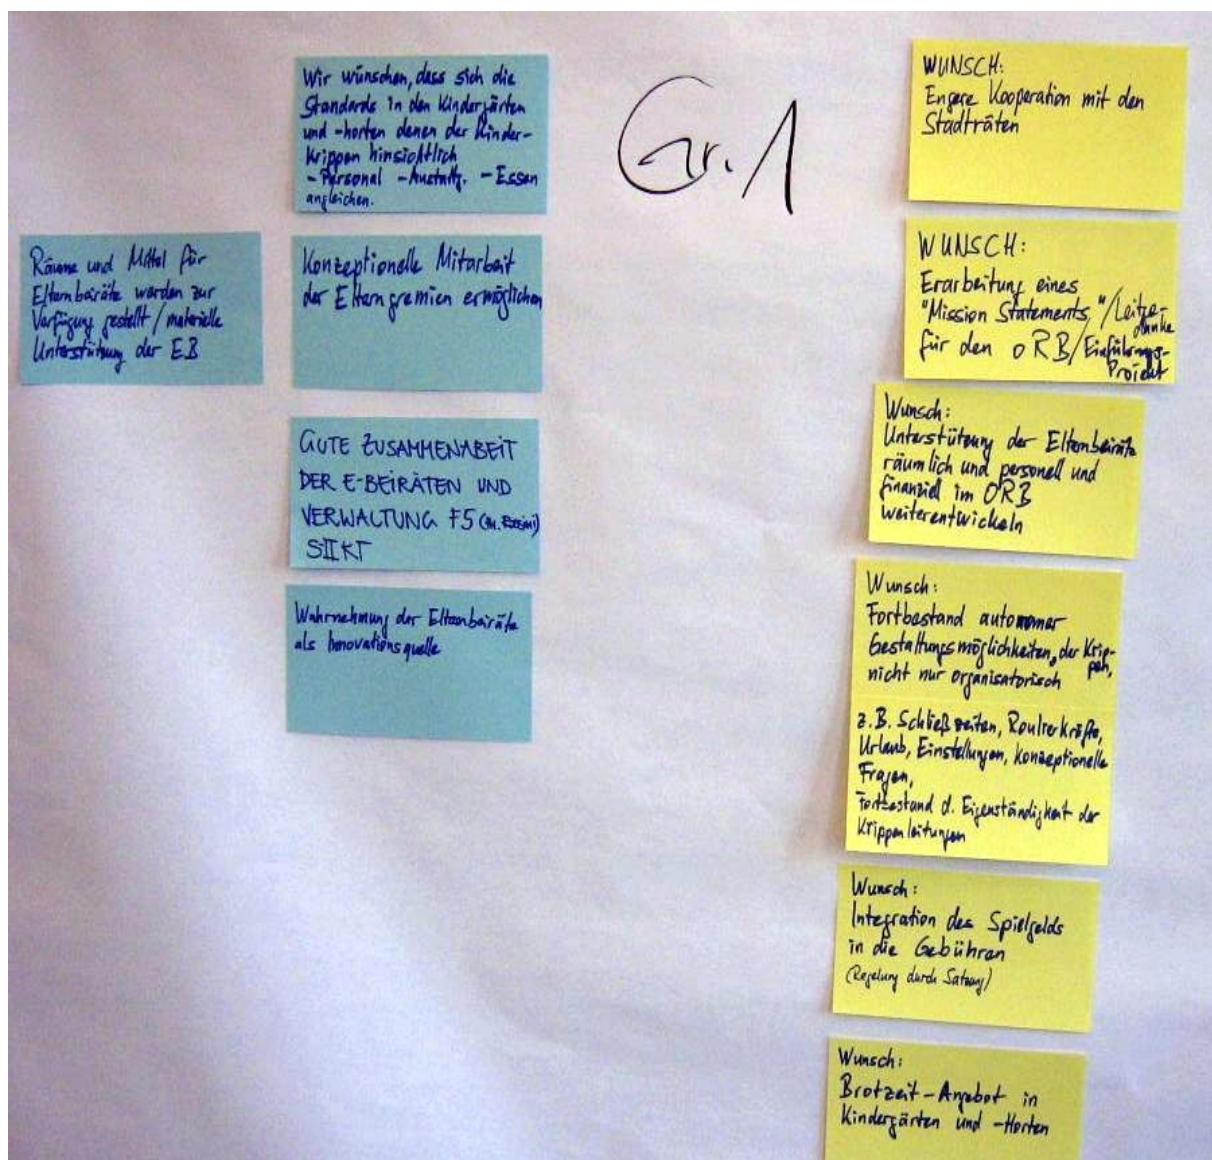 Gr. 1
Wir wünschen, dass sich die
Standards in den Kindergärten
und -horten denen der Kinder-
krippen hinsichtlich
- Personal - Austattg. - Essen
angleichen.
Räume und Mittel für
Elternbeiräte werden zur
Verfügung gestellt / materielle
Unterstützung der EB
Konzeptionelle Mitarbeit
der Elterngremien ermöglichen
GUTE ZUSAMMENARBEIT
DER E-BEIRÄTEN UND
VERWALTUNG F5
Wahrnehmung der Elternbeiräte
als Innovationsquelle
WUNSCH:
Engere Kooperation mit den
Stadträten
WUNSCH:
Erarbeitung eines
"Mission Statements"/Leitge-
danke
für den ORB/Einführungs-
Projekt
Wunsch:
Unterstützung der Elternbeiräte
räumlich und personell und
finanziell im ORB
weiterentwickeln
Wunsch:
Fortbestand autonomer
Gestaltungsmöglichkeiten, der Krip-
pen,
nicht nur organisatorisch
z.B. Schließzeiten, Roulierkräfte,
Urlaub, Einstellungen, konzeptionelle
Fragen,
Fortbestand d. Eigenständigkeit der
Krippenleitungen
Wunsch:
Integration des Spielgelds
in die Gebühren
(Regelung durch Satzung)
Wunsch:
Brotzeit-Angebot in
Kindergärten und -Horten